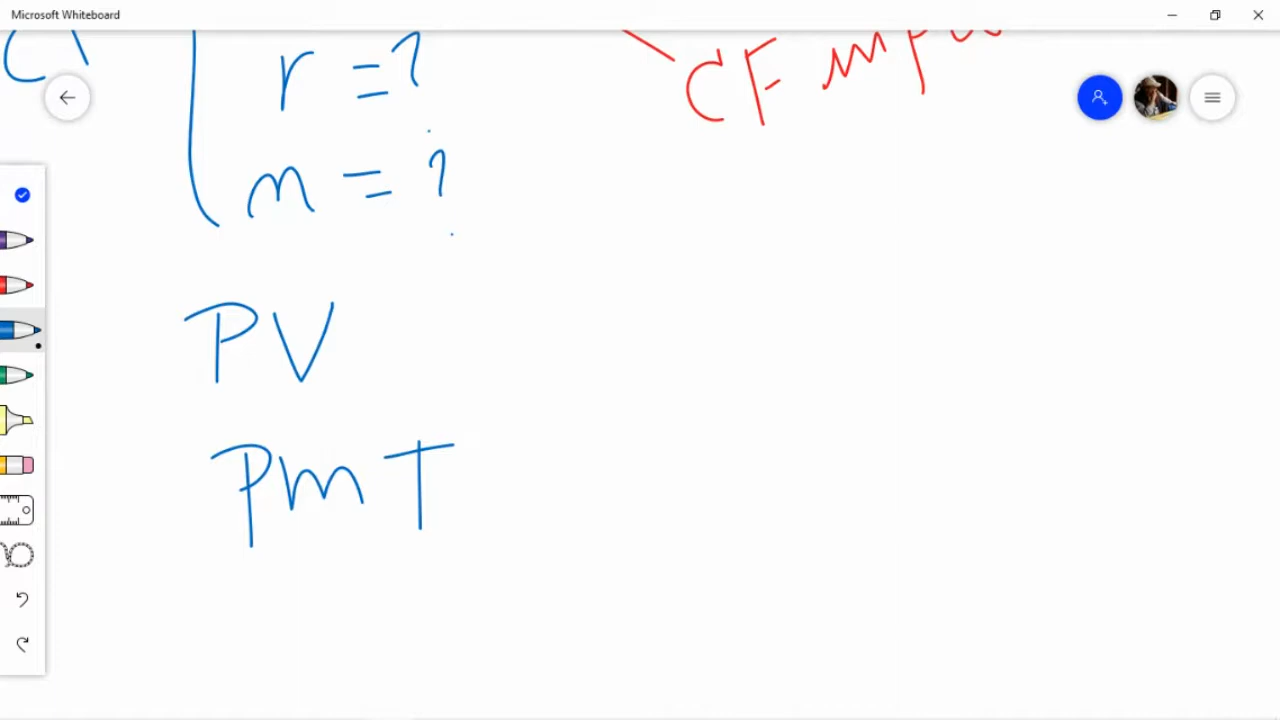 Microsoft Whiteboard
r = ?
CF
n = ?
PV
PMT